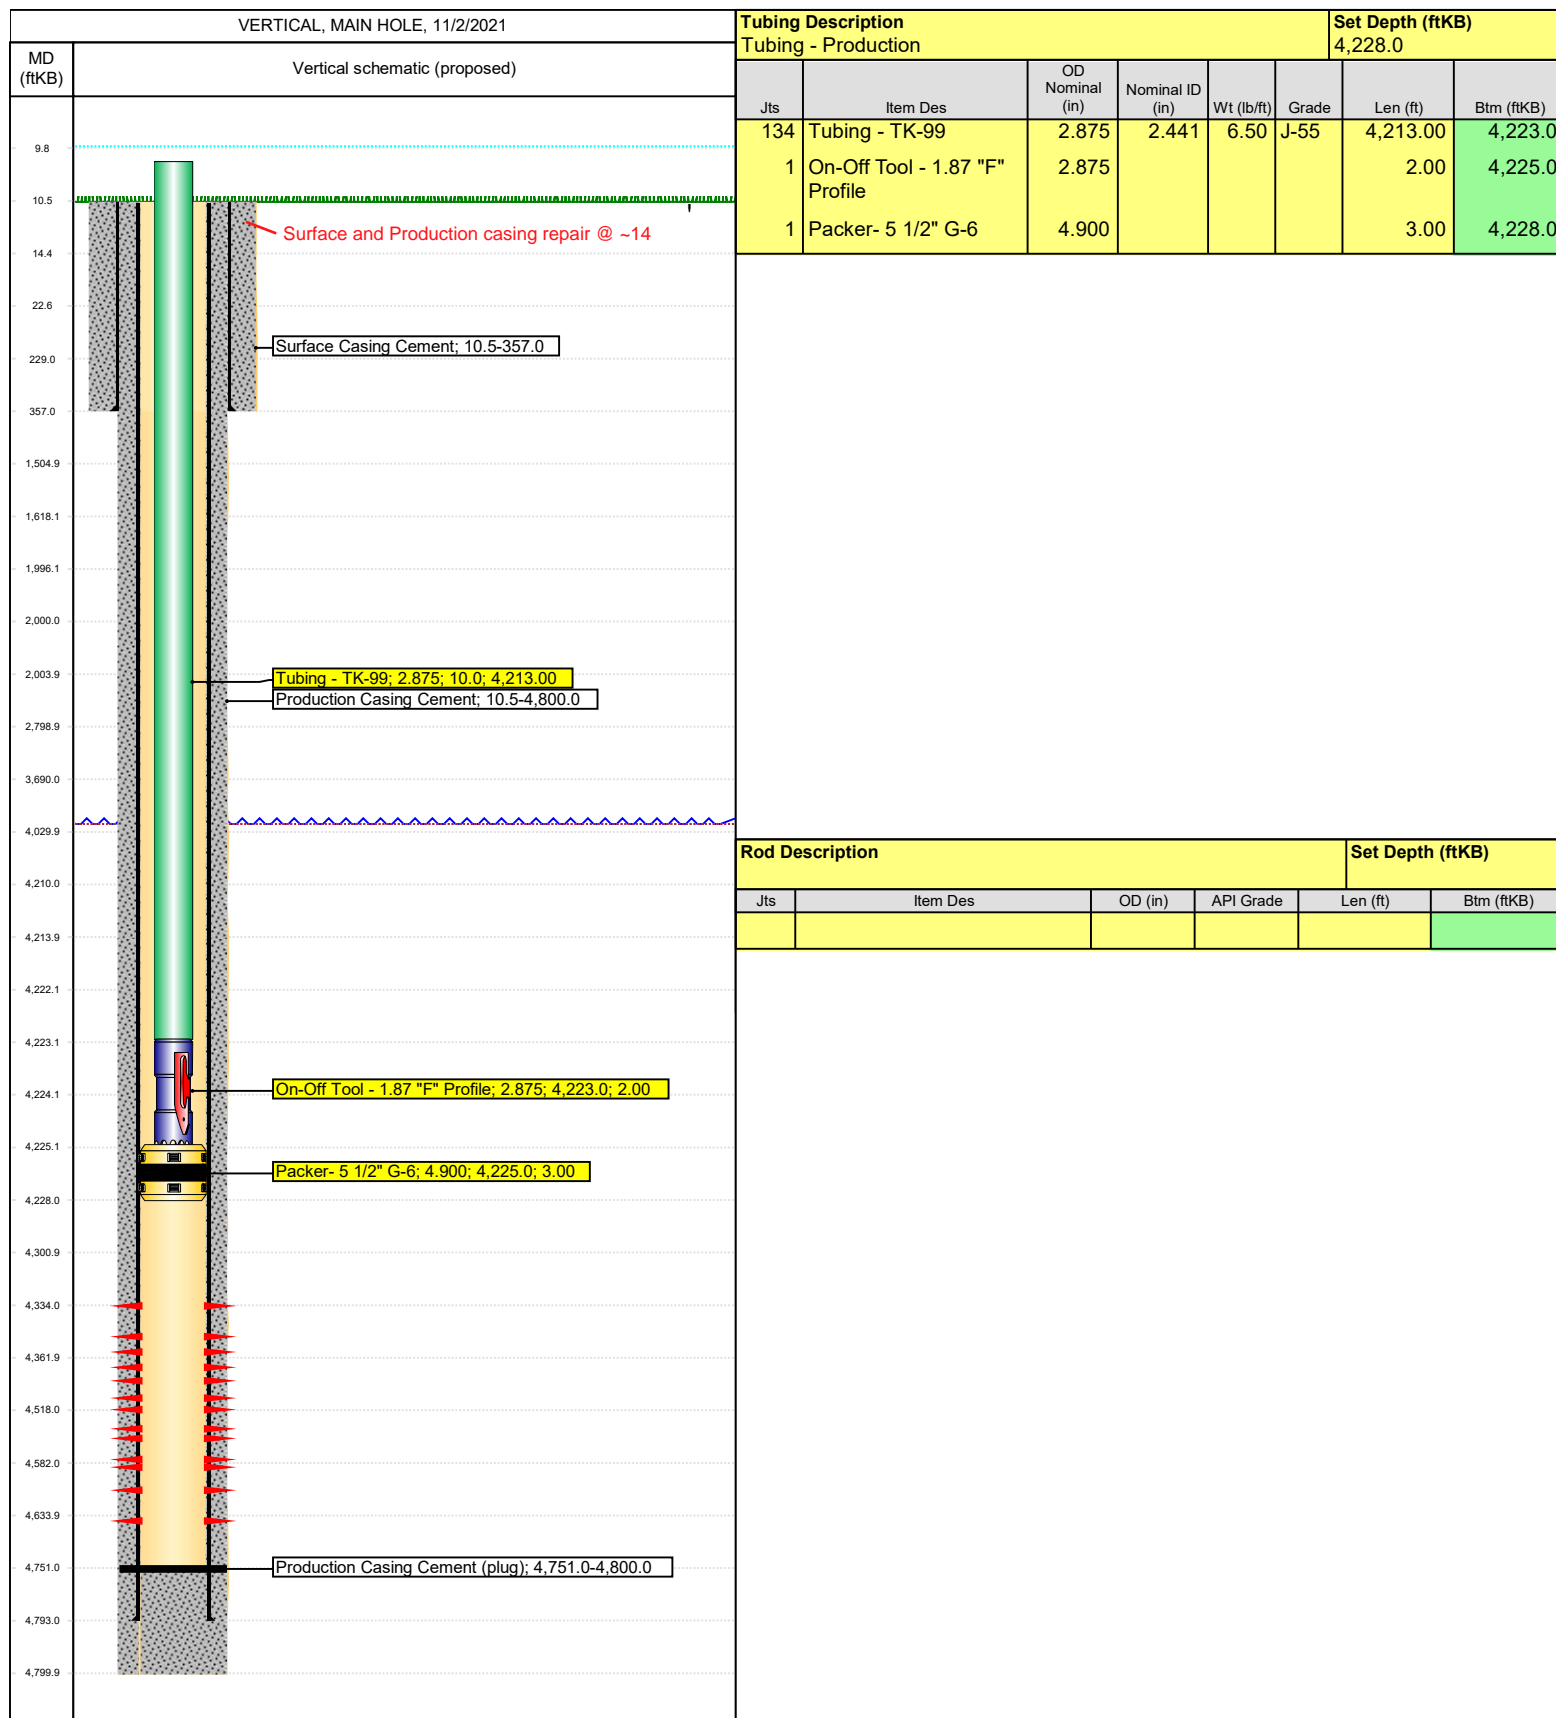 VERTICAL, MAIN HOLE, 11/2/2021
MD
(ftKB)
Vertical schematic (proposed)
9.8
10.5
Surface and Production casing repair @ ~14
14.4
22.6
Surface Casing Cement; 10.5-357.0
229.0
357.0
1,504.9
1,618.1
1,996.1
2,000.0
2,003.9
Tubing - TK-99; 2.875; 10.0; 4,213.00
Production Casing Cement; 10.5-4,800.0
2,798.9
3,690.0
4,029.9
4,210.0
4,213.9
4,222.1
4,223.1
On-Off Tool - 1.87 "F" Profile; 2.875; 4,223.0; 2.00
4,224.1
4,225.1
Packer- 5 1/2" G-6; 4.900; 4,225.0; 3.00
4,228.0
4,300.9
4,334.0
4,361.9
4,518.0
4,582.0
4,633.9
4,751.0
Production Casing Cement (plug); 4,751.0-4,800.0
4,793.0
4,799.9
Tubing Description
Tubing - Production
Set Depth (ftKB)
4,228.0
Jts Item Des OD Nominal (in) Nominal ID (in) Wt (lb/ft) Grade Len (ft) Btm (ftKB)
134 Tubing - TK-99 2.875 2.441 6.50 J-55 4,213.00 4,223.0
1 On-Off Tool - 1.87 "F" 2.875 2.00 4,225.0
Profile
1 Packer- 5 1/2" G-6 4.900 3.00 4,228.0
Rod Description
Set Depth (ftKB)
Jts Item Des OD (in) API Grade Len (ft) Btm (ftKB)